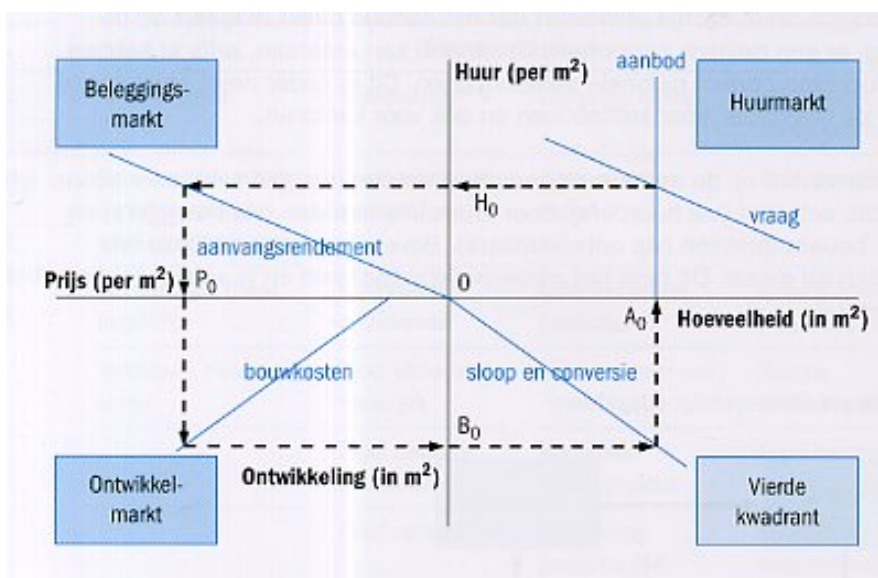 Beleggings-
markt
Huur (per m²)
aanbod
Huurmarkt
H₀
vraag
aanvangsrendement
Prijs (per m²)
P₀
0
A₀
Hoeveelheid (in m²)
bouwkosten
sloop en conversie
B₀
Ontwikkeling (in m²)
Ontwikkel-
markt
Vierde
kwadrant